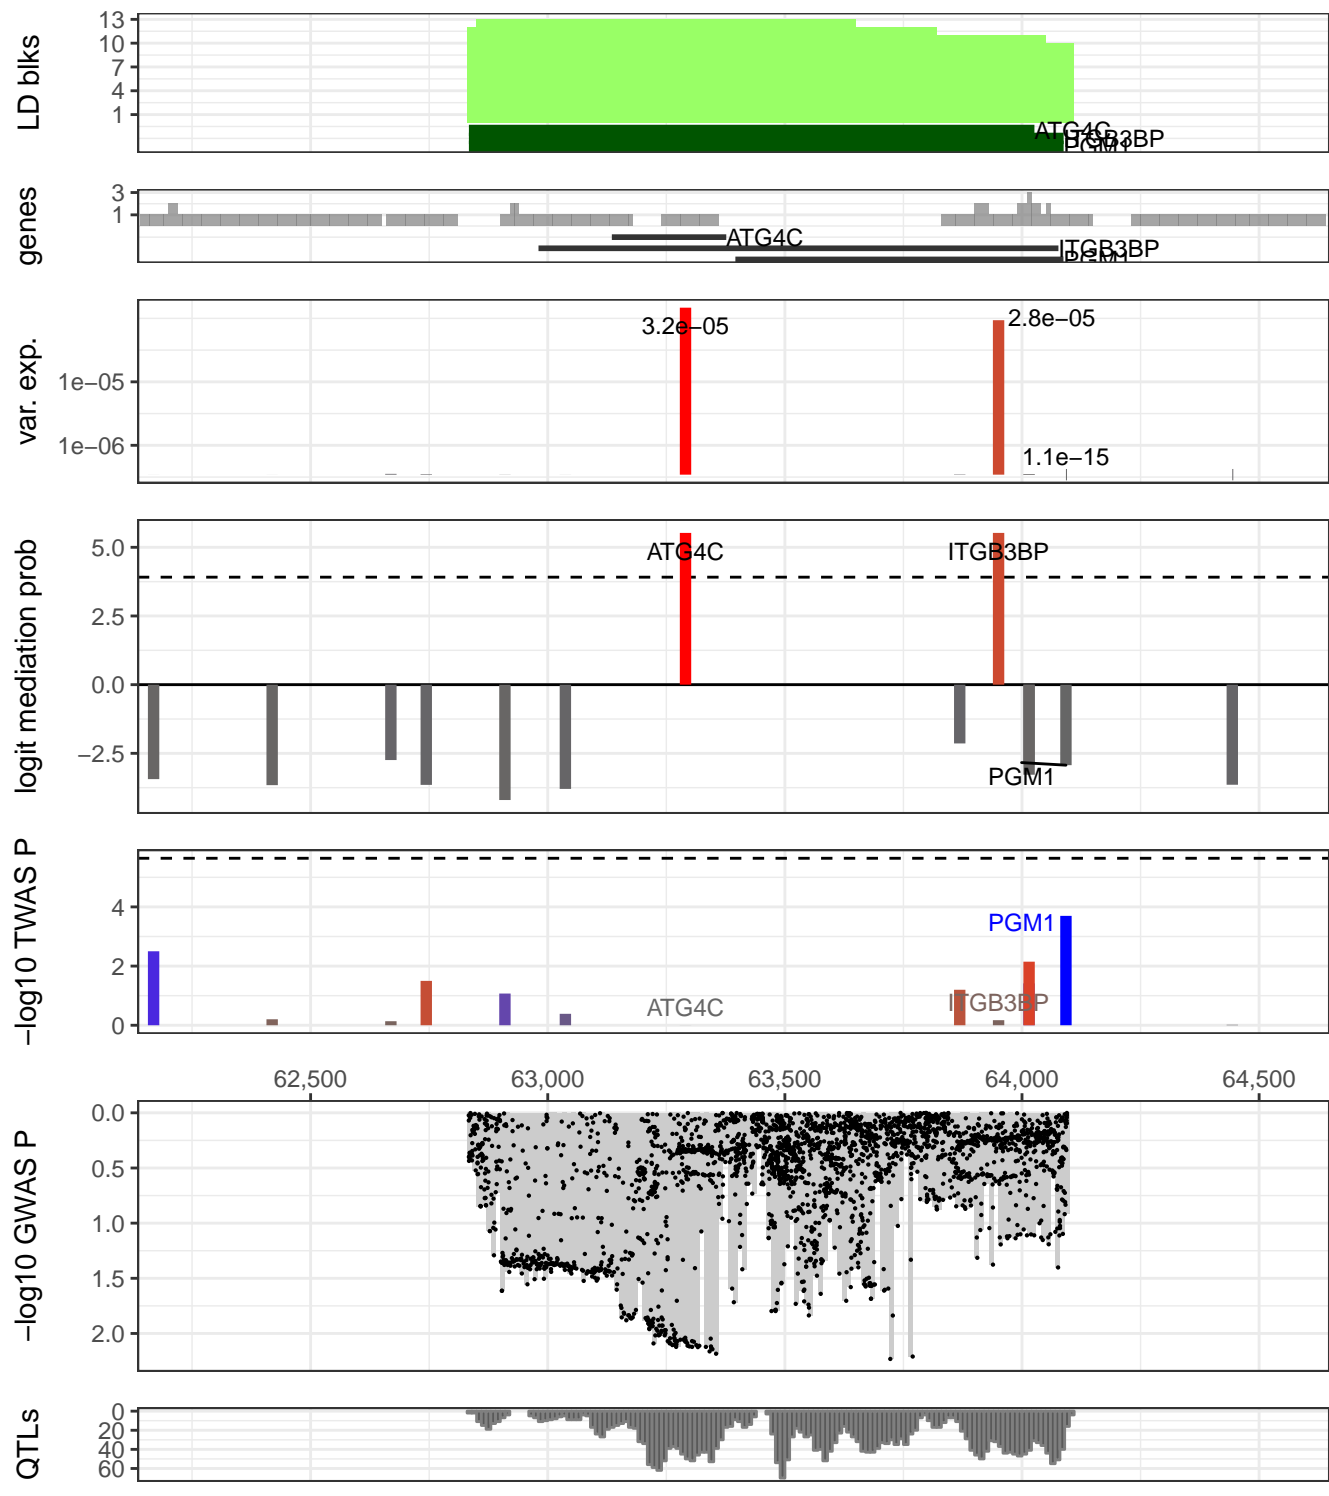 LD blks
13
10
7
4
1
ATG4C
ITGB3BP
PGM1
genes
3
1
ATG4C
ITGB3BP
PGM1
var. exp.
1e−05
1e−06
3.2e−05
2.8e−05
1.1e−15
logit mediation prob
5.0
2.5
0.0
−2.5
ATG4C
ITGB3BP
PGM1
−log10 TWAS P
4
2
0
PGM1
ATG4C
ITGB3BP
62,500
63,000
63,500
64,000
64,500
−log10 GWAS P
0.0
0.5
1.0
1.5
2.0
QTLs
0
20
40
60